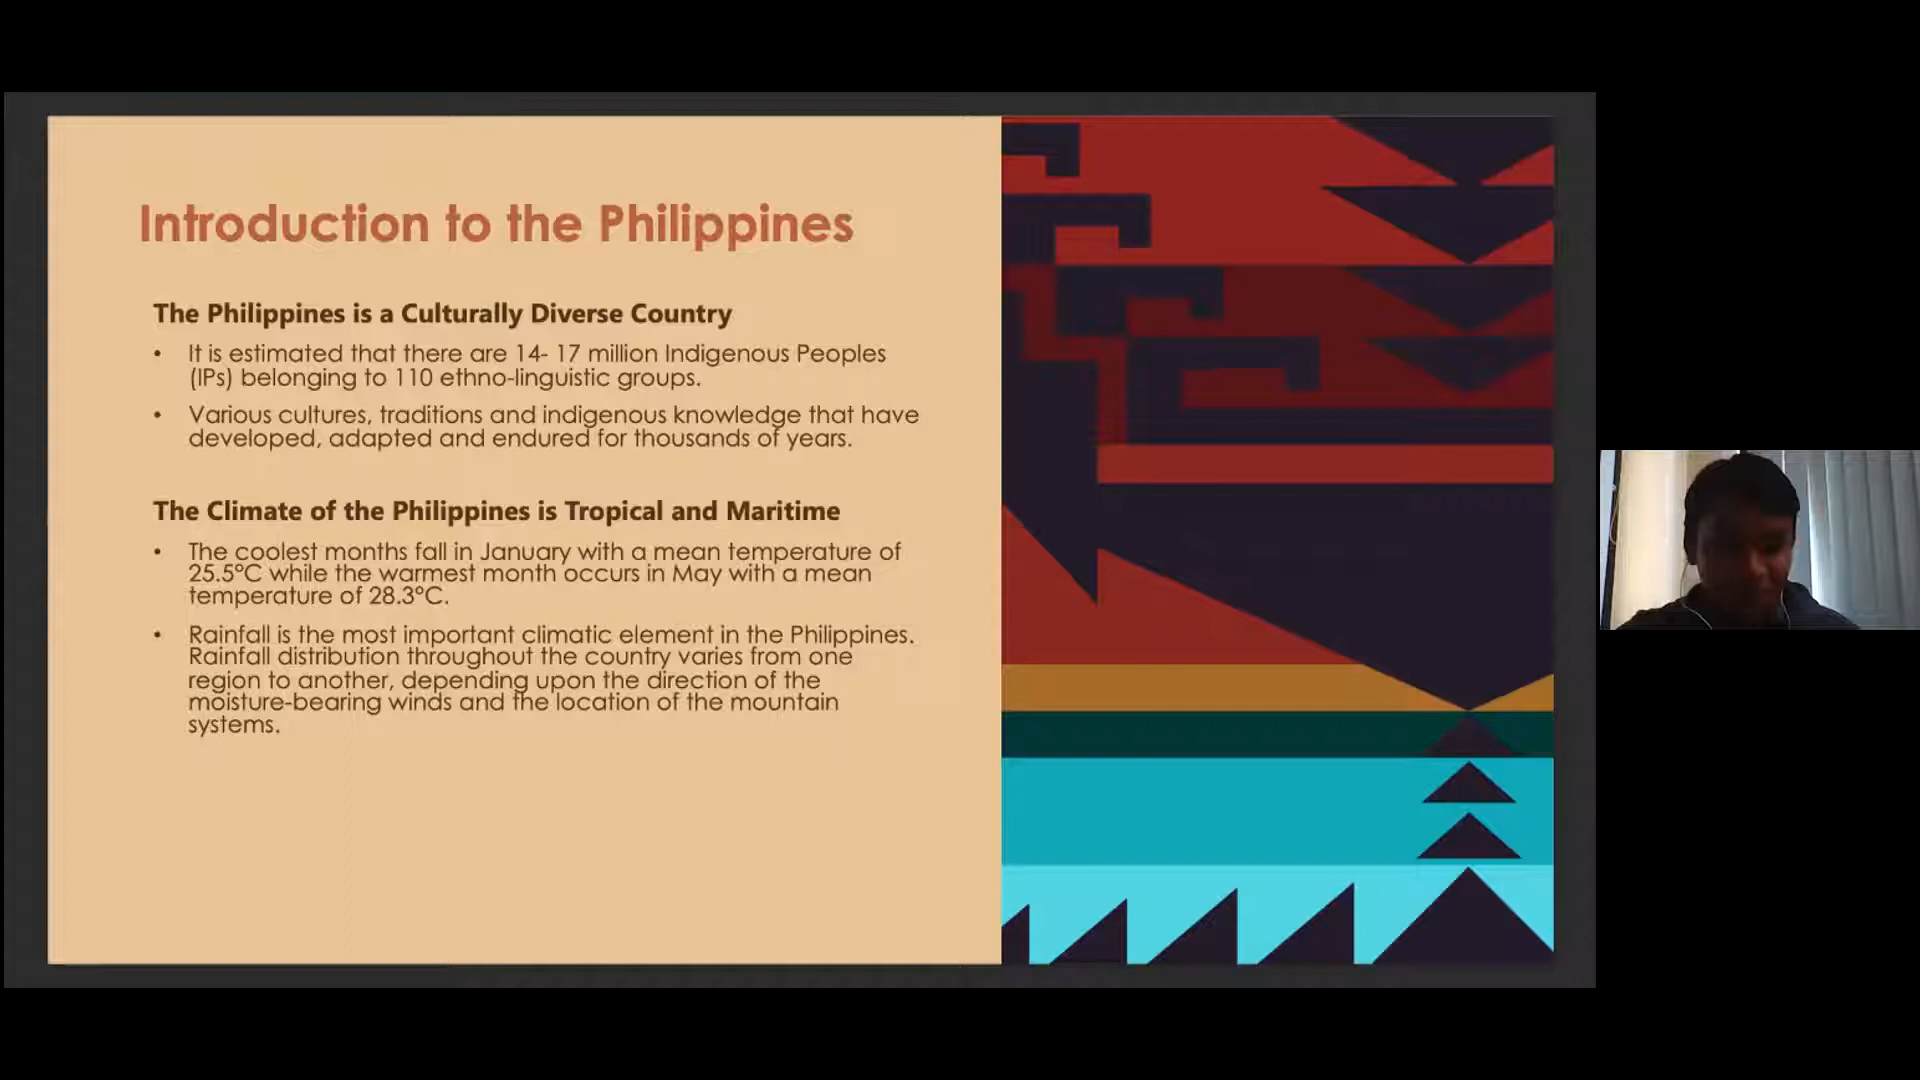 Introduction to the Philippines
The Philippines is a Culturally Diverse Country
• It is estimated that there are 14- 17 million Indigenous Peoples
(IPs) belonging to 110 ethno-linguistic groups.
• Various cultures, traditions and indigenous knowledge that have
developed, adapted and endured for thousands of years.
The Climate of the Philippines is Tropical and Maritime
• The coolest months fall in January with a mean temperature of
25.5°C while the warmest month occurs in May with a mean
temperature of 28.3°C.
• Rainfall is the most important climatic element in the Philippines.
Rainfall distribution throughout the country varies from one
region to another, depending upon the direction of the
moisture-bearing winds and the location of the mountain
systems.